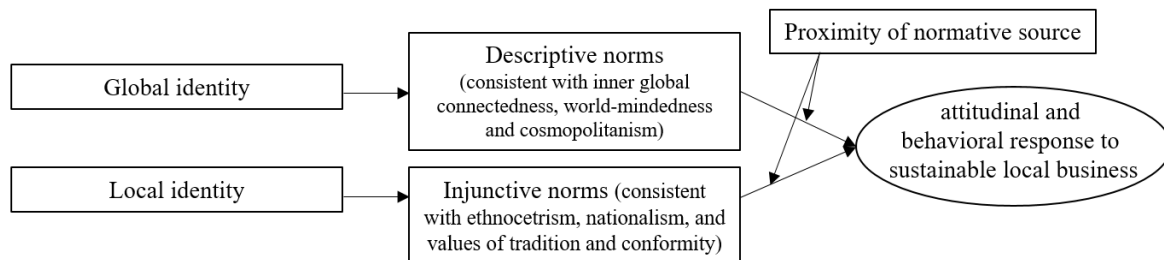 Proximity of normative source
Global identity
Descriptive norms
(consistent with inner global
connectedness, world-mindedness
and cosmopolitanism)
attitudinal and
behavioral response to
sustainable local business
Local identity
Injunctive norms (consistent
with ethnocetrism, nationalism, and
values of tradition and conformity)